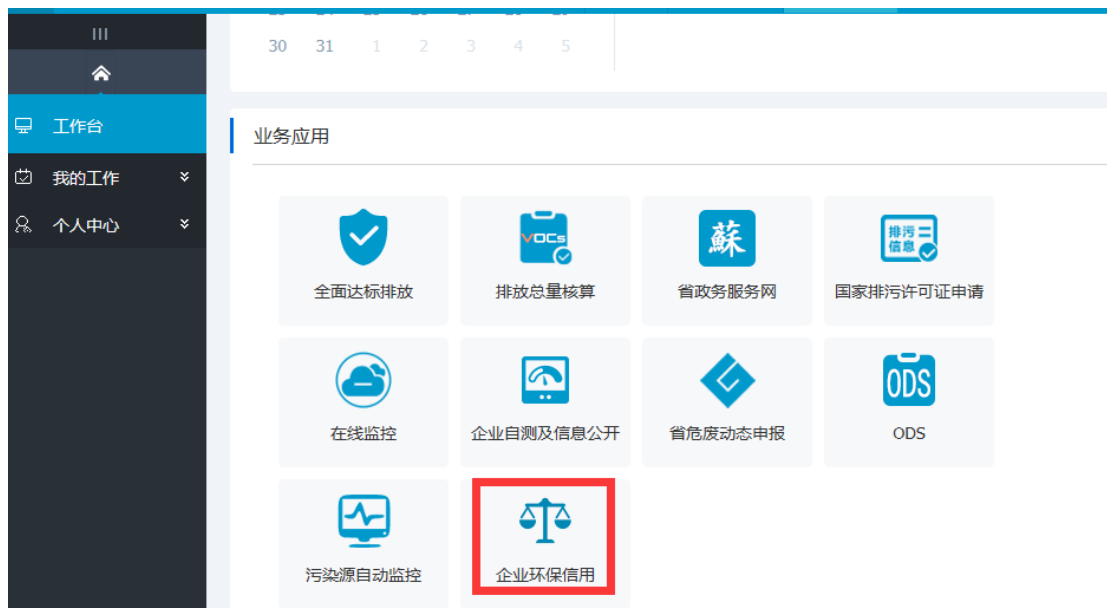 30 31 1 2 3 4 5
工作台
我的工作
个人中心
业务应用
VOCs
蘇
排污
信息
全面达标排放
排放总量核算
省政务服务网
国家排污许可证申请
ODS
在线监控
企业自测及信息公开
省危废动态申报
ODS
污染源自动监控
企业环保信用